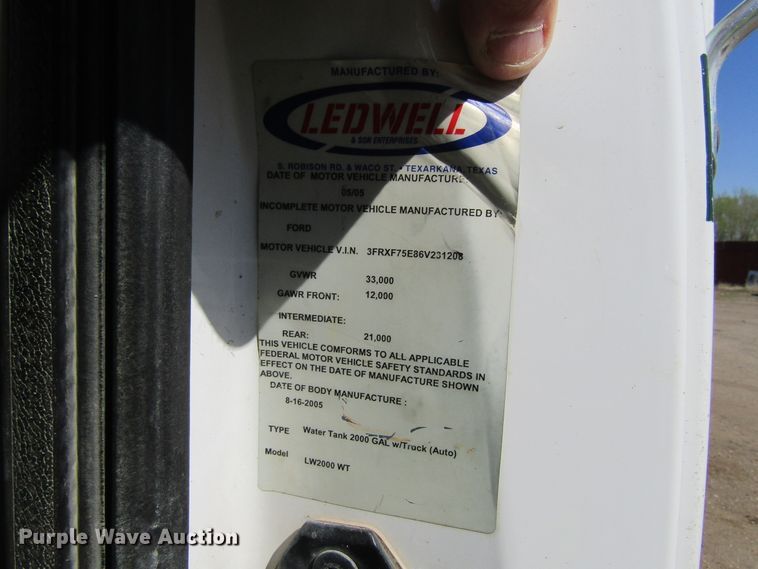 MANUFACTURED BY:
LEDWELL
& SON ENTERPRISES
S. ROBISON RD. & WACO ST. • TEXARKANA, TEXAS
DATE OF MOTOR VEHICLE MANUFACTURE:
05/05
INCOMPLETE MOTOR VEHICLE MANUFACTURED BY:
FORD
MOTOR VEHICLE V.I.N. 3FRXF75E86V231208
GVWR 33,000
GAWR FRONT: 12,000
INTERMEDIATE:
REAR: 21,000
THIS VEHICLE CONFORMS TO ALL APPLICABLE
FEDERAL MOTOR VEHICLE SAFETY STANDARDS IN
EFFECT ON THE DATE OF MANUFACTURE SHOWN
ABOVE.
DATE OF BODY MANUFACTURE :
8-16-2005
TYPE Water Tank 2000 GAL w/Truck (Auto)
Model LW2000 WT
Purple Wave Auction